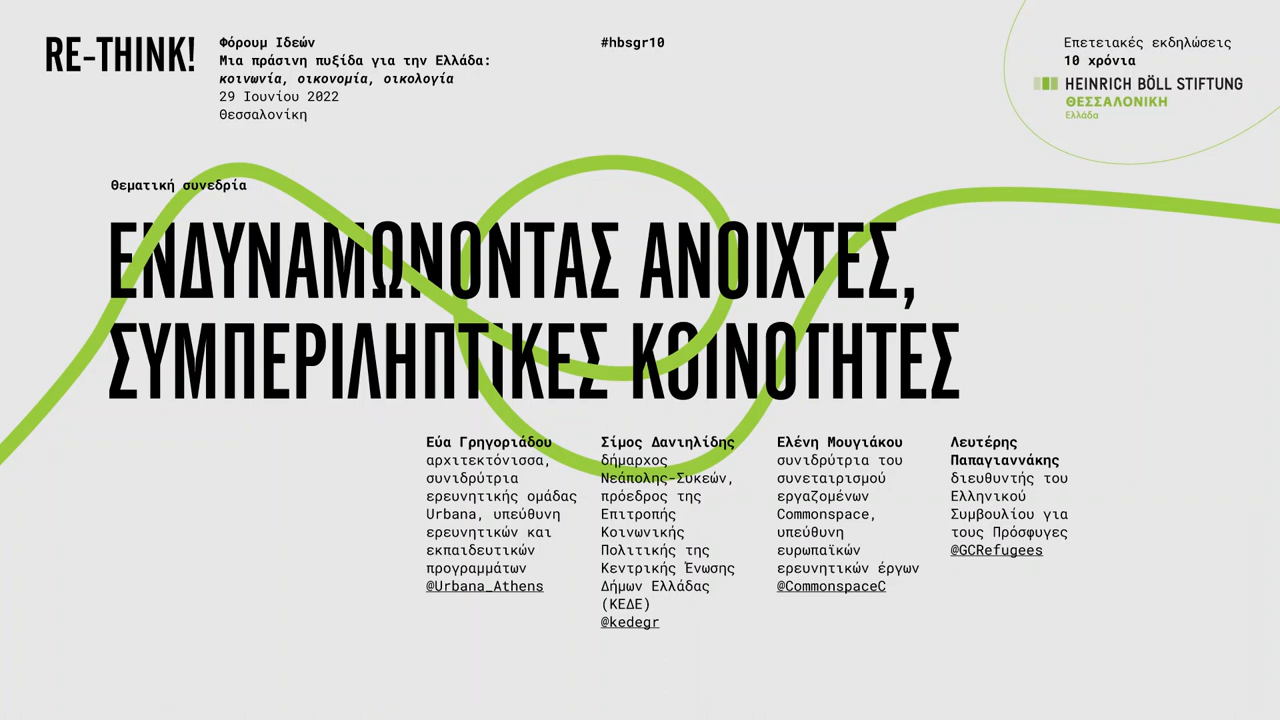 RE-THINK!
Φόρουμ Ιδεών
Μια πράσινη πυξίδα για την Ελλάδα:
κοινωνία, οικονομία, οικολογία
29 Ιουνίου 2022
Θεσσαλονίκη
#hbsgr10
Επετειακές εκδηλώσεις
10 χρόνια
HEINRICH BÖLL STIFTUNG
ΘΕΣΣΑΛΟΝΙΚΗ
Ελλάδα
Θεματική συνεδρία
ΕΝΔΥΝΑΜΩΝΟΝΤΑΣ ΑΝΟΙΧΤΕΣ,
ΣΥΜΠΕΡΙΛΗΠΤΙΚΕΣ ΚΟΙΝΟΤΗΤΕΣ
Εύα Γρηγοριάδου
αρχιτεκτόνισσα,
συνιδρύτρια
ερευνητικής ομάδας
Urbana, υπεύθυνη
ερευνητικών και
εκπαιδευτικών
προγραμμάτων
@Urbana_Athens
Σίμος Δανιηλίδης
δήμαρχος
Νεάπολης-Συκεών,
πρόεδρος της
Επιτροπής
Κοινωνικής
Πολιτικής της
Κεντρικής Ένωσης
Δήμων Ελλάδας
(ΚΕΔΕ)
@kedegr
Ελένη Μουγιάκου
συνιδρύτρια του
συνεταιρισμού
εργαζομένων
Commonspace,
υπεύθυνη
ευρωπαϊκών
ερευνητικών έργων
@CommonspaceC
Λευτέρης
Παπαγιαννάκης
διευθυντής του
Ελληνικού
Συμβουλίου για
τους Πρόσφυγες
@GCRefugees